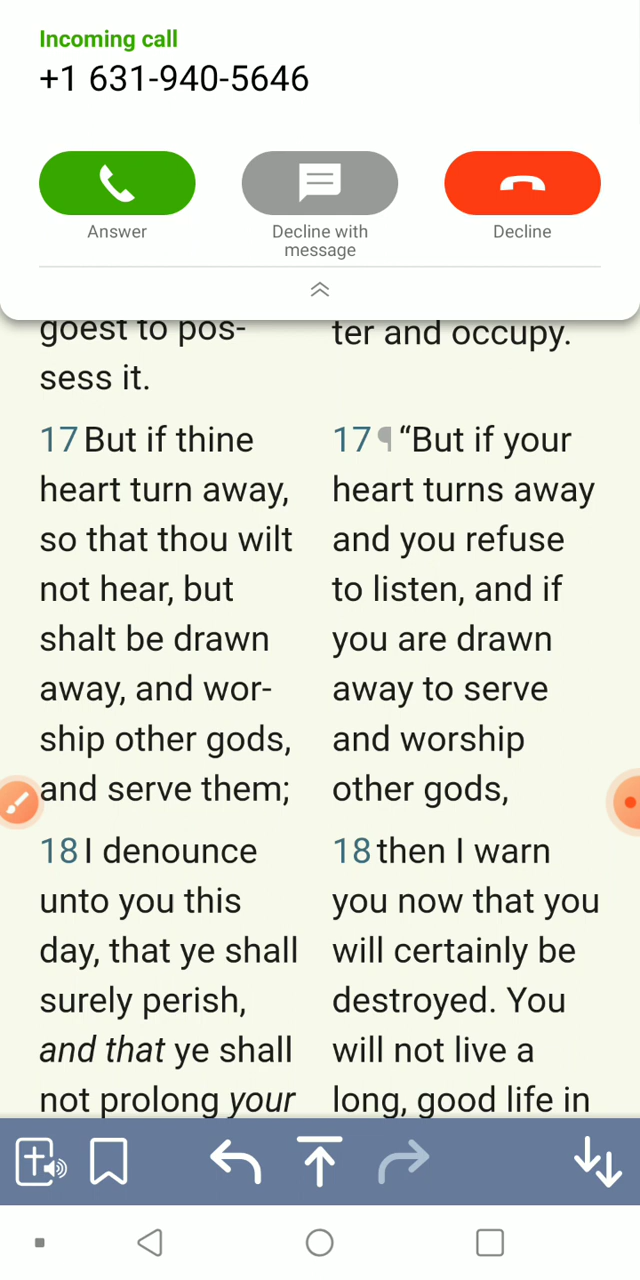 Incoming call
+1 631-940-5646
Answer
Decline with
message
Decline
goest to pos-
sess it.
17 But if thine
heart turn away,
so that thou wilt
not hear, but
shalt be drawn
away, and wor-
ship other gods,
and serve them;
18 I denounce
unto you this
day, that ye shall
surely perish,
and that ye shall
not prolong your
ter and occupy.
17 ¶ “But if your
heart turns away
and you refuse
to listen, and if
you are drawn
away to serve
and worship
other gods,
18 then I warn
you now that you
will certainly be
destroyed. You
will not live a
long, good life in